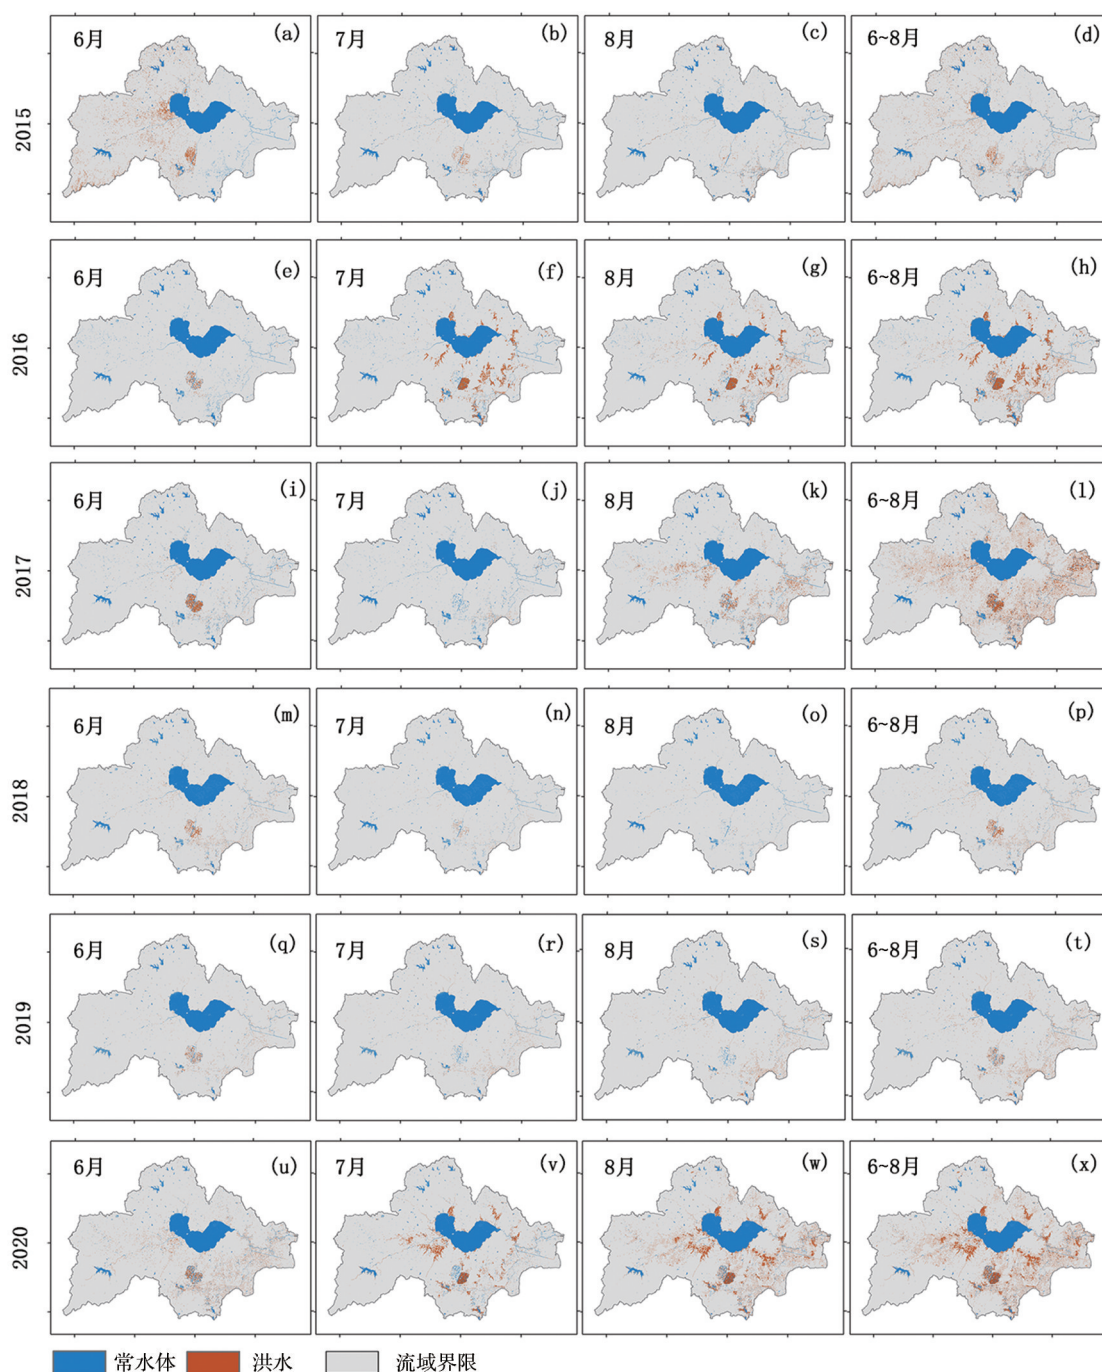 6月 (a) 7月 (b) 8月 (c) 6~8月 (d)
2015
6月 (e) 7月 (f) 8月 (g) 6~8月 (h)
2016
6月 (i) 7月 (j) 8月 (k) 6~8月 (l)
2017
6月 (m) 7月 (n) 8月 (o) 6~8月 (p)
2018
6月 (q) 7月 (r) 8月 (s) 6~8月 (t)
2019
6月 (u) 7月 (v) 8月 (w) 6~8月 (x)
2020
常水体 洪水 流域界限